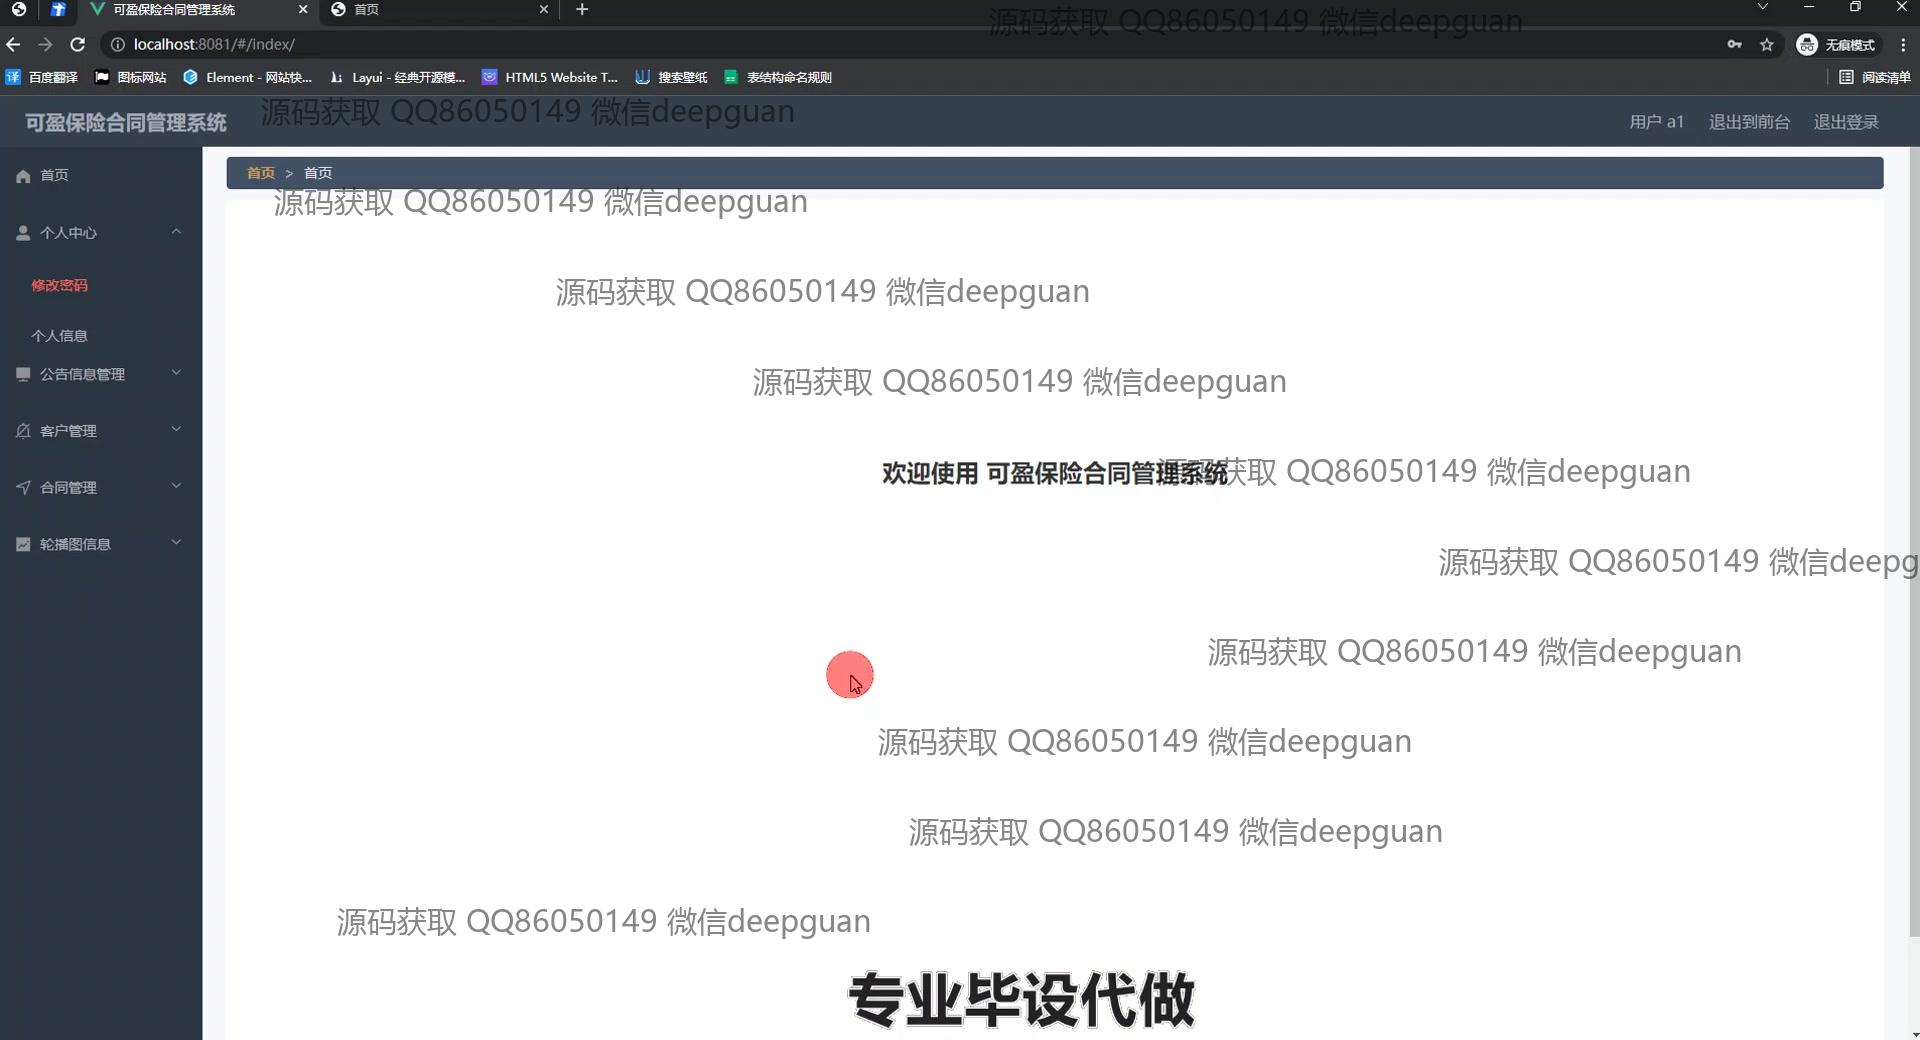 可盈保险合同管理系统
首页
源码获取 QQ86050149 微信deepguan
localhost:8081/#/index/
无痕模式
百度翻译
图标网站
Element - 网站快...
Layui - 经典开源模...
HTML5 Website T...
搜索壁纸
表结构命名规则
阅读清单
可盈保险合同管理系统
源码获取 QQ86050149 微信deepguan
用户 a1
退出到前台
退出登录
首页
首页 > 首页
源码获取 QQ86050149 微信deepguan
个人中心
修改密码
源码获取 QQ86050149 微信deepguan
个人信息
公告信息管理
源码获取 QQ86050149 微信deepguan
客户管理
欢迎使用 可盈保险合同管理系统
源码获取 QQ86050149 微信deepguan
合同管理
轮播图信息
源码获取 QQ86050149 微信deepg
源码获取 QQ86050149 微信deepguan
源码获取 QQ86050149 微信deepguan
源码获取 QQ86050149 微信deepguan
源码获取 QQ86050149 微信deepguan
专业毕设代做